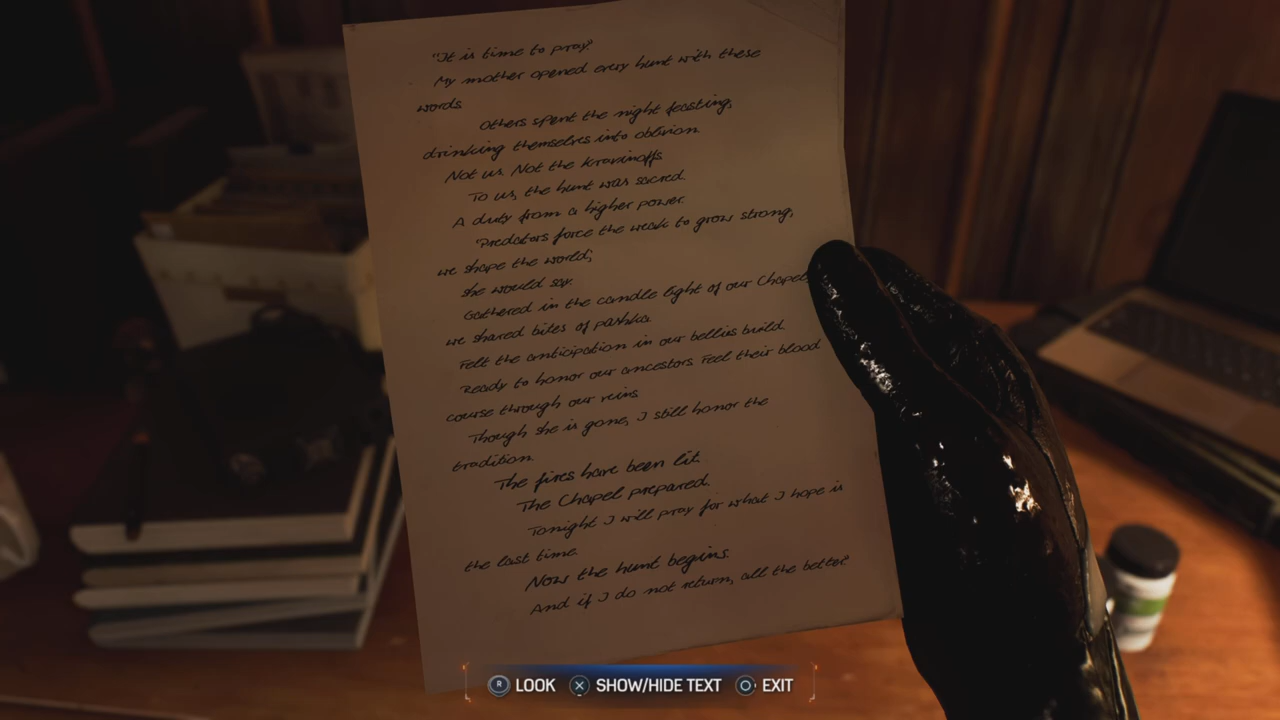 "It is time to pray."
My mother opened every hunt with these
words.
Others spent the night feasting,
drinking themselves into oblivion.
Not us. Not the Kravinoffs.
To us, the hunt was sacred.
A duty from a higher power.
"Predators force the weak to grow strong,
we shape the world,"
she would say.
Gathered in the candle light of our Chapel,
we shared bites of pashka.
Felt the anticipation in our bellies build.
Ready to honor our ancestors. Feel their blood
course through our veins.
Though she is gone, I still honor the
tradition.
The fires have been lit.
The Chapel prepared.
Tonight I will pray for what I hope is
the last time.
Now the hunt begins.
And if I do not return, all the better."
R LOOK SHOW/HIDE TEXT EXIT